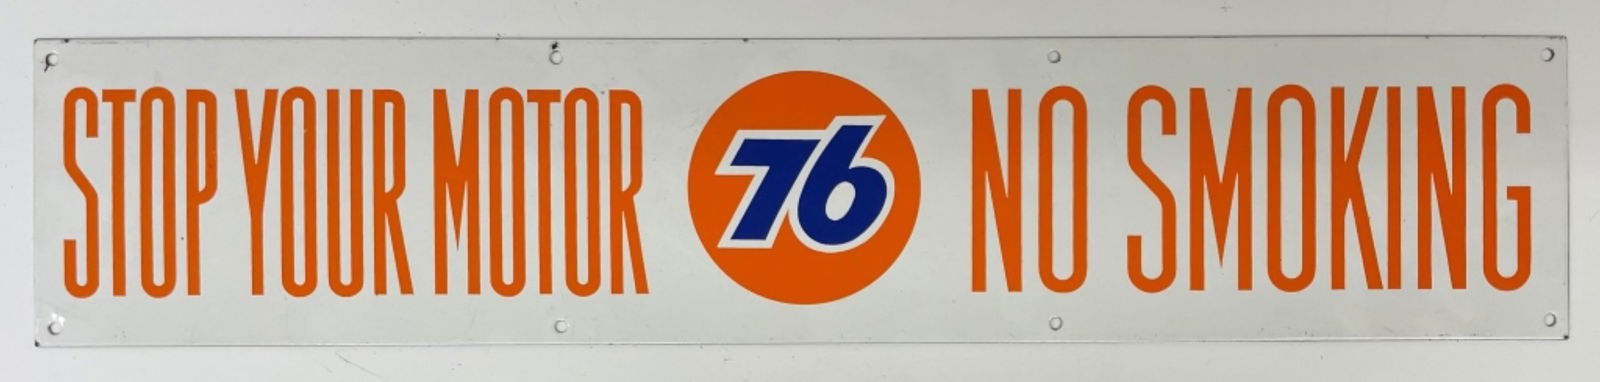 STOP YOUR MOTOR 76 NO SMOKING